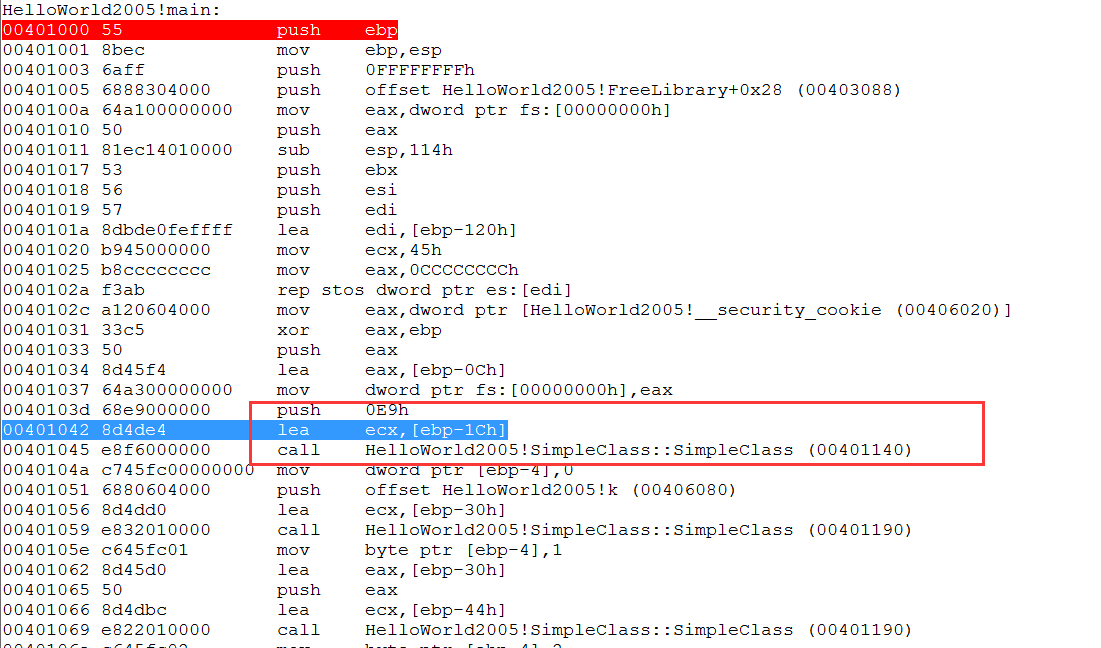 HelloWorld2005!main:
00401000 55 push ebp
00401001 8bec mov ebp,esp
00401003 6aff push 0FFFFFFFFh
00401005 6888304000 push offset HelloWorld2005!FreeLibrary+0x28 (00403088)
0040100a 64a100000000 mov eax,dword ptr fs:[00000000h]
00401010 50 push eax
00401011 81ec14010000 sub esp,114h
00401017 53 push ebx
00401018 56 push esi
00401019 57 push edi
0040101a 8dbde0feffff lea edi,[ebp-120h]
00401020 b945000000 mov ecx,45h
00401025 b8cccccccc mov eax,0CCCCCCCCh
0040102a f3ab rep stos dword ptr es:[edi]
0040102c a120604000 mov eax,dword ptr [HelloWorld2005!__security_cookie (00406020)]
00401031 33c5 xor eax,ebp
00401033 50 push eax
00401034 8d45f4 lea eax,[ebp-0Ch]
00401037 64a300000000 mov dword ptr fs:[00000000h],eax
0040103d 68e9000000 push 0E9h
00401042 8d4de4 lea ecx,[ebp-1Ch]
00401045 e8f6000000 call HelloWorld2005!SimpleClass::SimpleClass (00401140)
0040104a c745fc00000000 mov dword ptr [ebp-4],0
00401051 6880604000 push offset HelloWorld2005!k (00406080)
00401056 8d4dd0 lea ecx,[ebp-30h]
00401059 e832010000 call HelloWorld2005!SimpleClass::SimpleClass (00401190)
0040105e c645fc01 mov byte ptr [ebp-4],1
00401062 8d45d0 lea eax,[ebp-30h]
00401065 50 push eax
00401066 8d4dbc lea ecx,[ebp-44h]
00401069 e822010000 call HelloWorld2005!SimpleClass::SimpleClass (00401190)